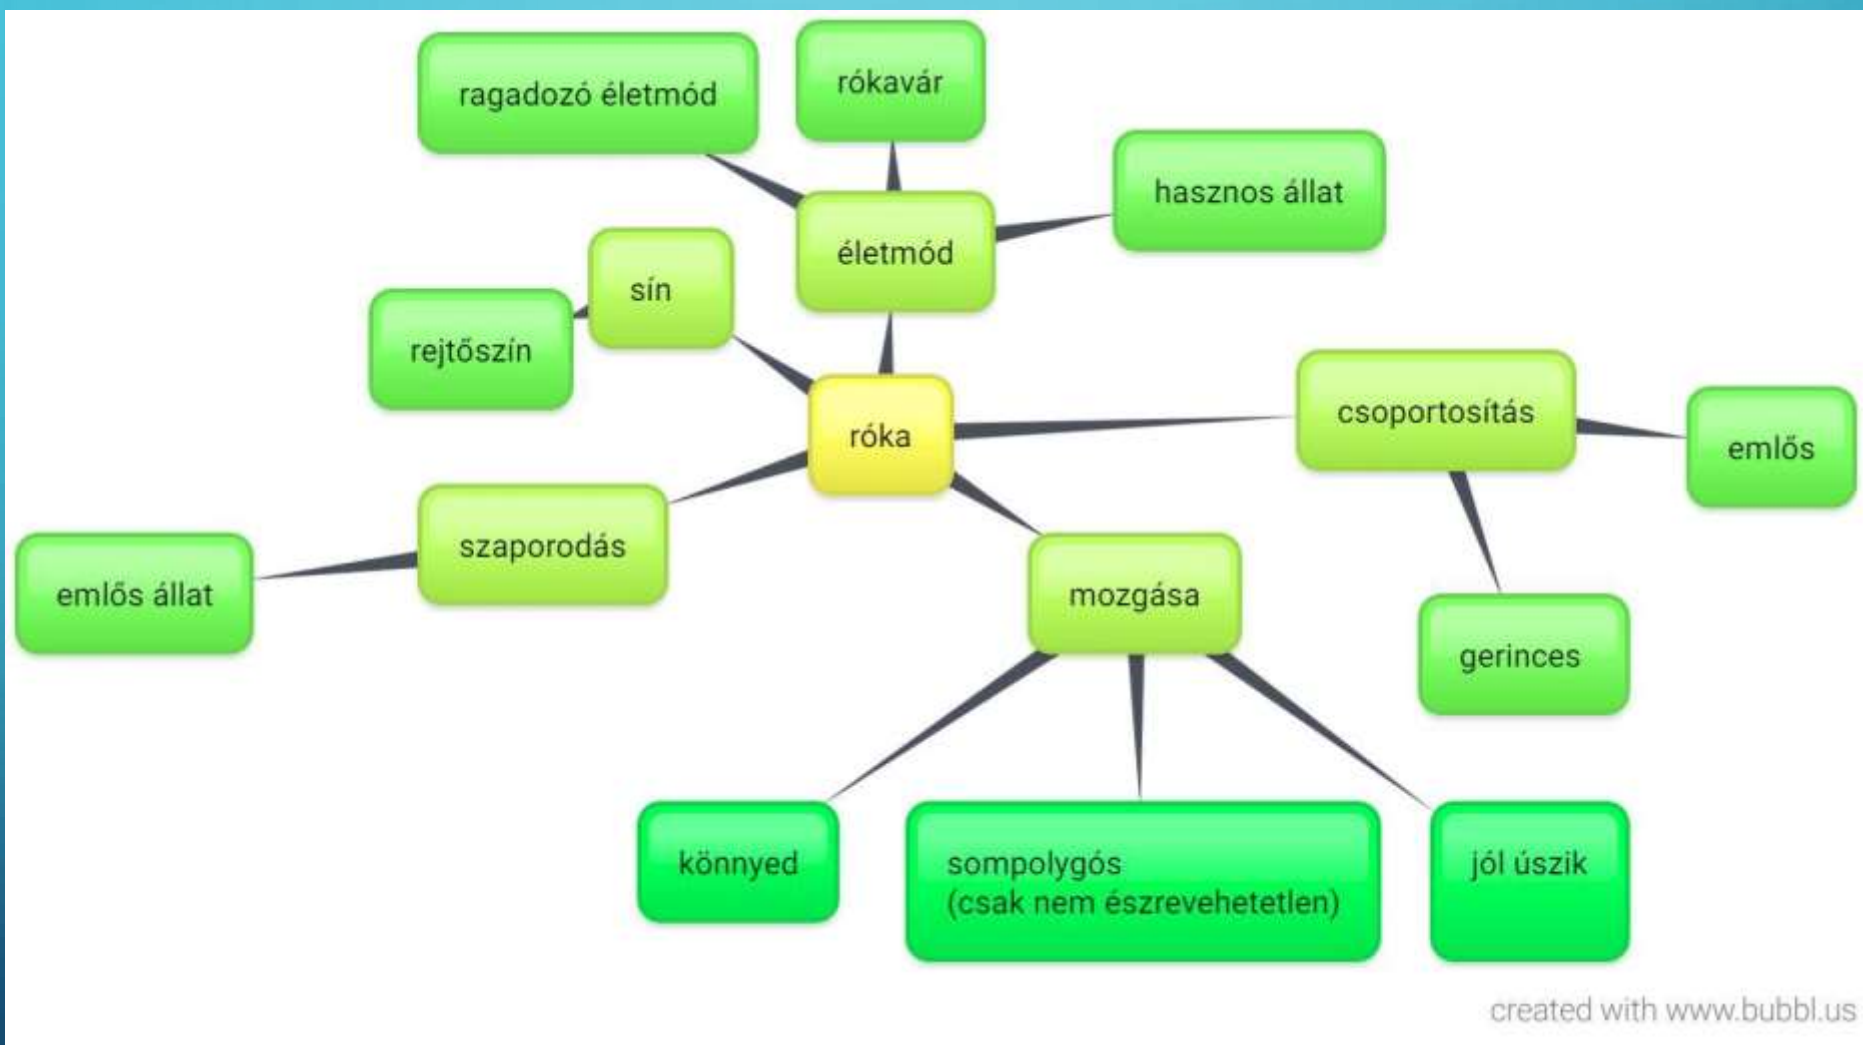 rókavár
ragadozó életmód
hasznos állat
életmód
sín
rejtőszín
csoportosítás
róka
emlős
szaporodás
emlős állat
mozgása
gerinces
könnyed
sompolygós
(csak nem észrevehetetlen)
jól úszik
created with www.bubbl.us